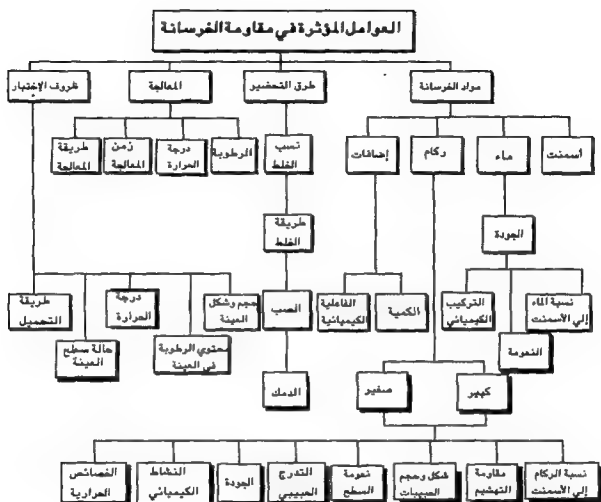 العوامل المؤثرة في مقاومة الخرسانة
مواد الخرسانة
طرق التحضير
المعالجة
ظروف الإختبار
أسمنت
ماء
ركام
إضافات
نسب
الخلط
الرطوبة
درجة
الحرارة
زمن
المعالجة
طريقة
المعالجة
الجودة
طريقة
الخلط
نسبة الماء
إلي الأسمنت
النعومة
التركيب
الكيميائي
الكمية
الفاعلية
الكيميائية
الصب
حجم وشكل
العينة
محتوي الرطوبة
في العينة
درجة
الحرارة
حالة سطح
العينة
طريقة
التحميل
كبير
صغير
الدمك
نسبة الركام
إلي الأسمنت
مقاومة
التهشيم
شكل وحجم
الحبيبات
نعومة
السطح
التدرج
الحبيبي
الجودة
النشاط
الكيميائي
الخصائص
الحرارية